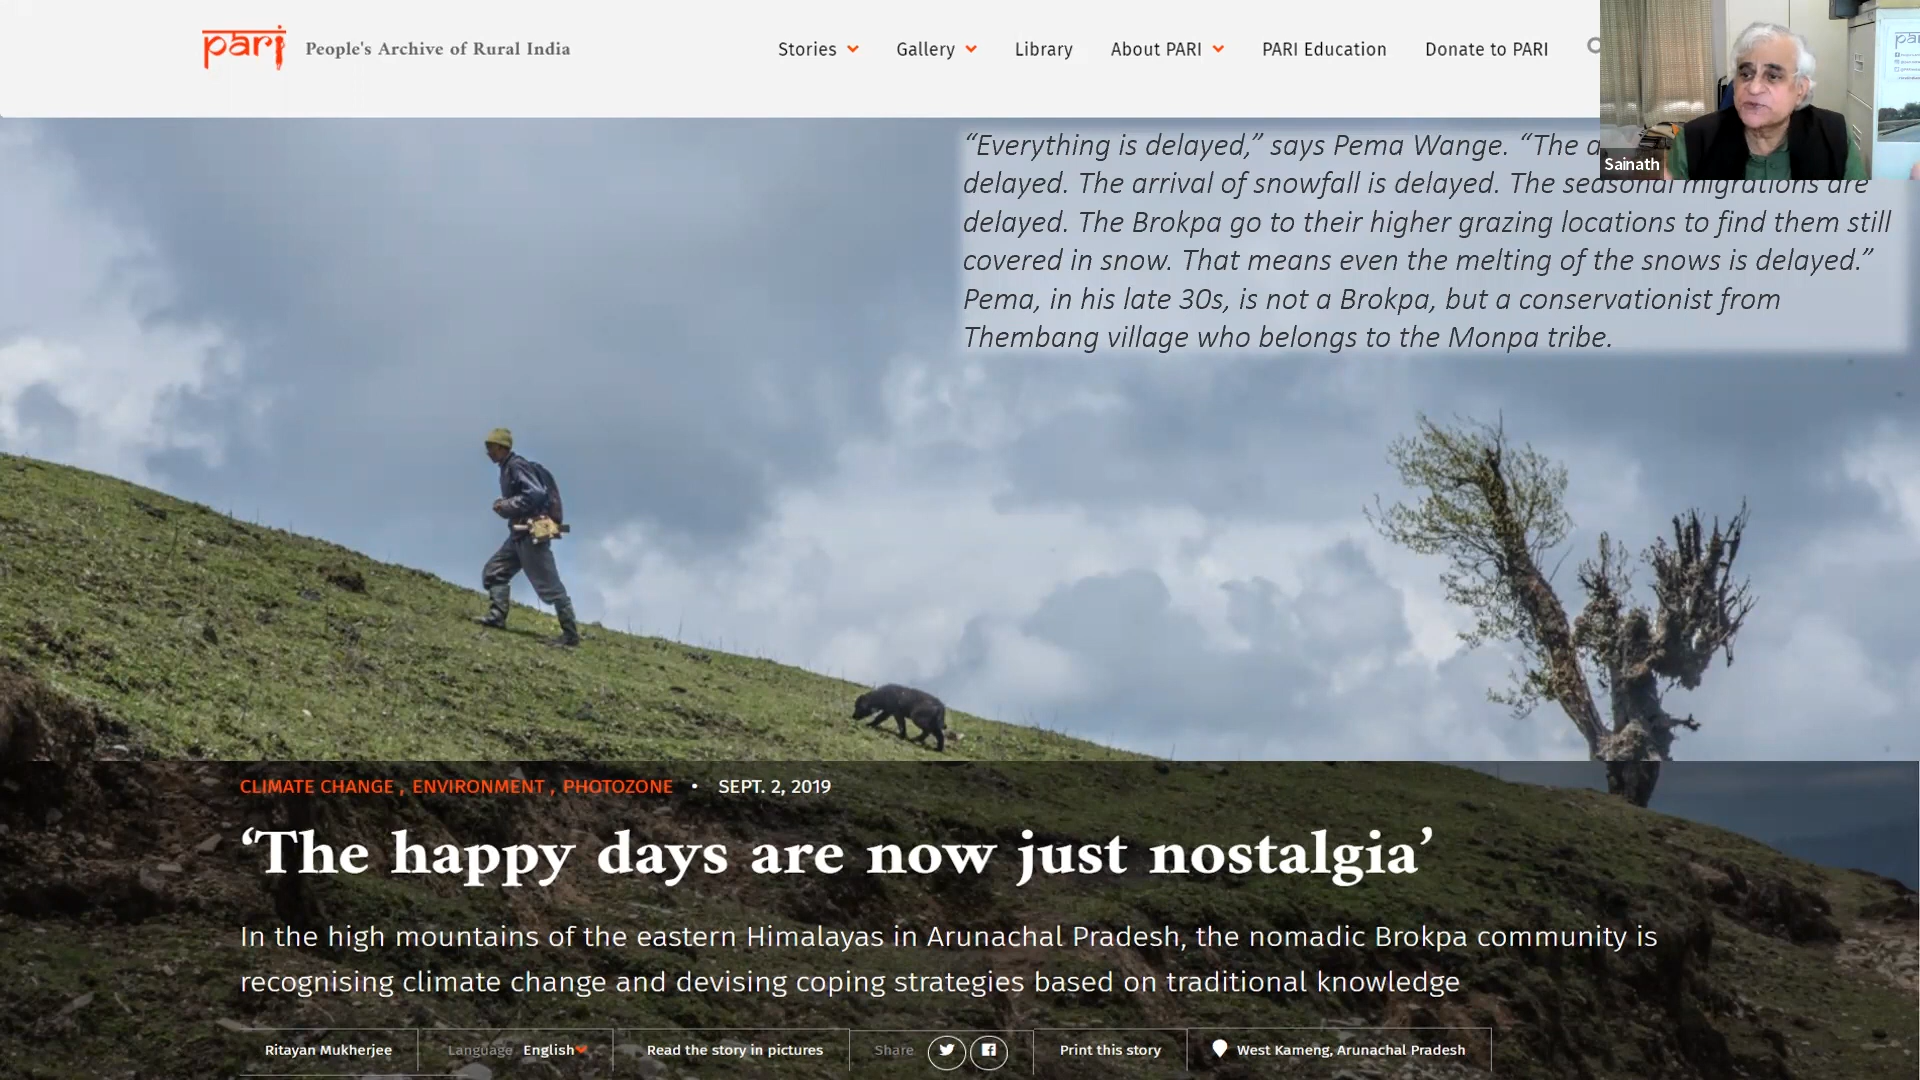 pari People's Archive of Rural India
Stories Gallery Library About PARI PARI Education Donate to PARI
“Everything is delayed,” says Pema Wange. “The
delayed. The arrival of snowfall is delayed. The seasonal migrations are
delayed. The Brokpa go to their higher grazing locations to find them still
covered in snow. That means even the melting of the snows is delayed.”
Pema, in his late 30s, is not a Brokpa, but a conservationist from
Thembang village who belongs to the Monpa tribe.
Sainath
CLIMATE CHANGE , ENVIRONMENT , PHOTOZONE • SEPT. 2, 2019
‘The happy days are now just nostalgia’
In the high mountains of the eastern Himalayas in Arunachal Pradesh, the nomadic Brokpa community is
recognising climate change and devising coping strategies based on traditional knowledge
Ritayan Mukherjee Language English Read the story in pictures Share Print this story West Kameng, Arunachal Pradesh